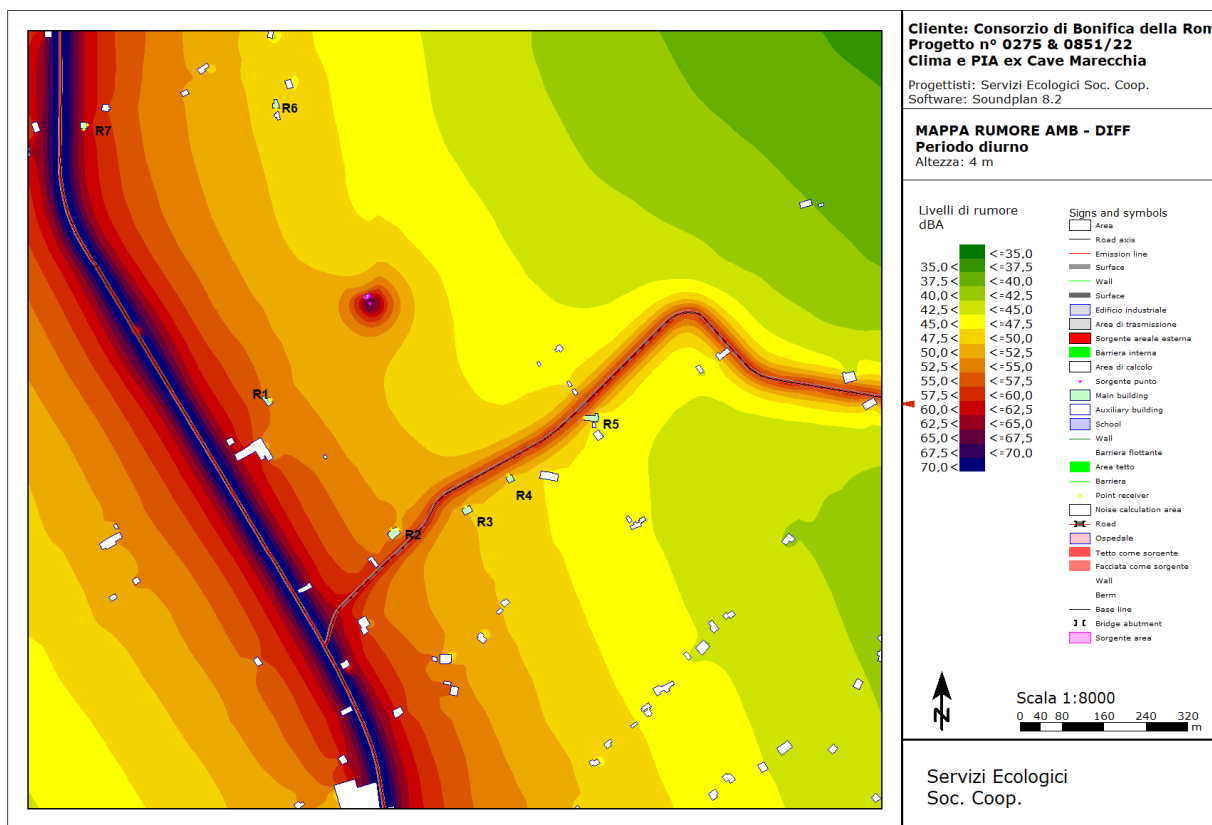 Cliente: Consorzio di Bonifica della Rom
Progetto n° 0275 & 0851/22
Clima e PIA ex Cave Marecchia
Progettisti: Servizi Ecologici Soc. Coop.
Software: Soundplan 8.2
MAPPA RUMORE AMB - DIFF
Periodo diurno
Altezza: 4 m
Livelli di rumore
dBA
<=35,0
35,0< <=37,5
37,5< <=40,0
40,0< <=42,5
42,5< <=45,0
45,0< <=47,5
47,5< <=50,0
50,0< <=52,5
52,5< <=55,0
55,0< <=57,5
57,5< <=60,0
60,0< <=62,5
62,5< <=65,0
65,0< <=67,5
67,5< <=70,0
70,0<
Signs and symbols
Area
Road axis
Emission line
Surface
Wall
Surface
Edificio industriale
Area di trasmissione
Sorgente areale esterna
Barriera interna
Area di calcolo
Sorgente punto
Main building
Auxiliary building
School
Wall
Barriera flottante
Area tetto
Barriera
Point receiver
Noise calculation area
Road
Ospedale
Tetto come sorgente
Facciata come sorgente
Wall
Berm
Base line
Bridge abutment
Sorgente area
N
Scala 1:8000
0 40 80 160 240 320
m
Servizi Ecologici
Soc. Coop.
R6
R7
R1
R5
R4
R3
R2